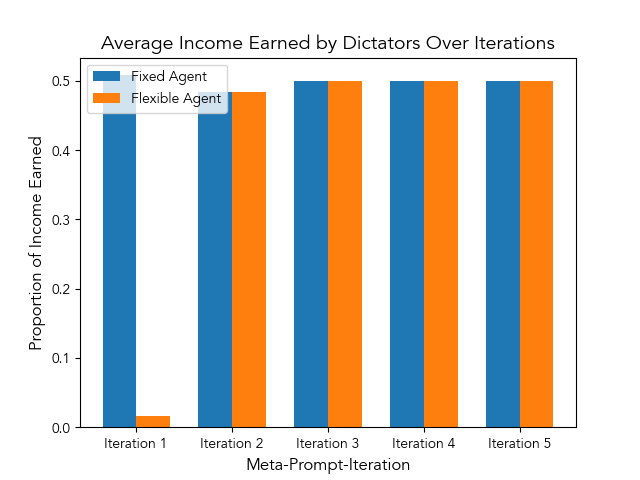 Average Income Earned by Dictators Over Iterations
Fixed Agent
Flexible Agent
Proportion of Income Earned
0.5
0.4
0.3
0.2
0.1
0.0
Iteration 1 Iteration 2 Iteration 3 Iteration 4 Iteration 5
Meta-Prompt-Iteration